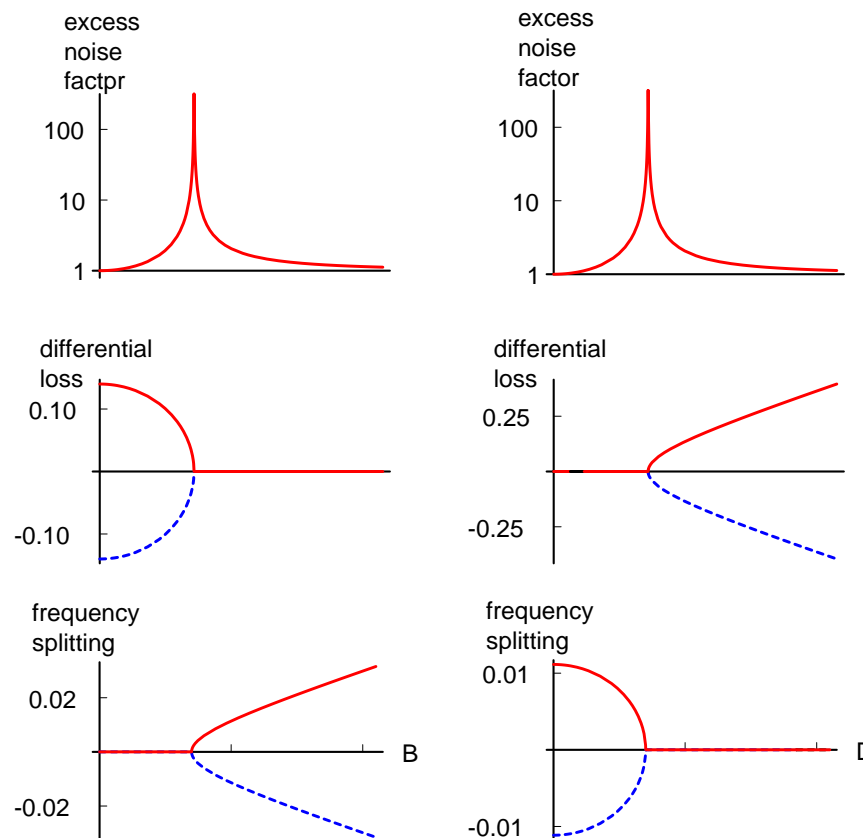 excess
noise
factpr
100
10
1
excess
noise
factor
100
10
1
differential
loss
0.10
-0.10
differential
loss
0.25
-0.25
frequency
splitting
0.02
-0.02
B
frequency
splitting
0.01
-0.01
D